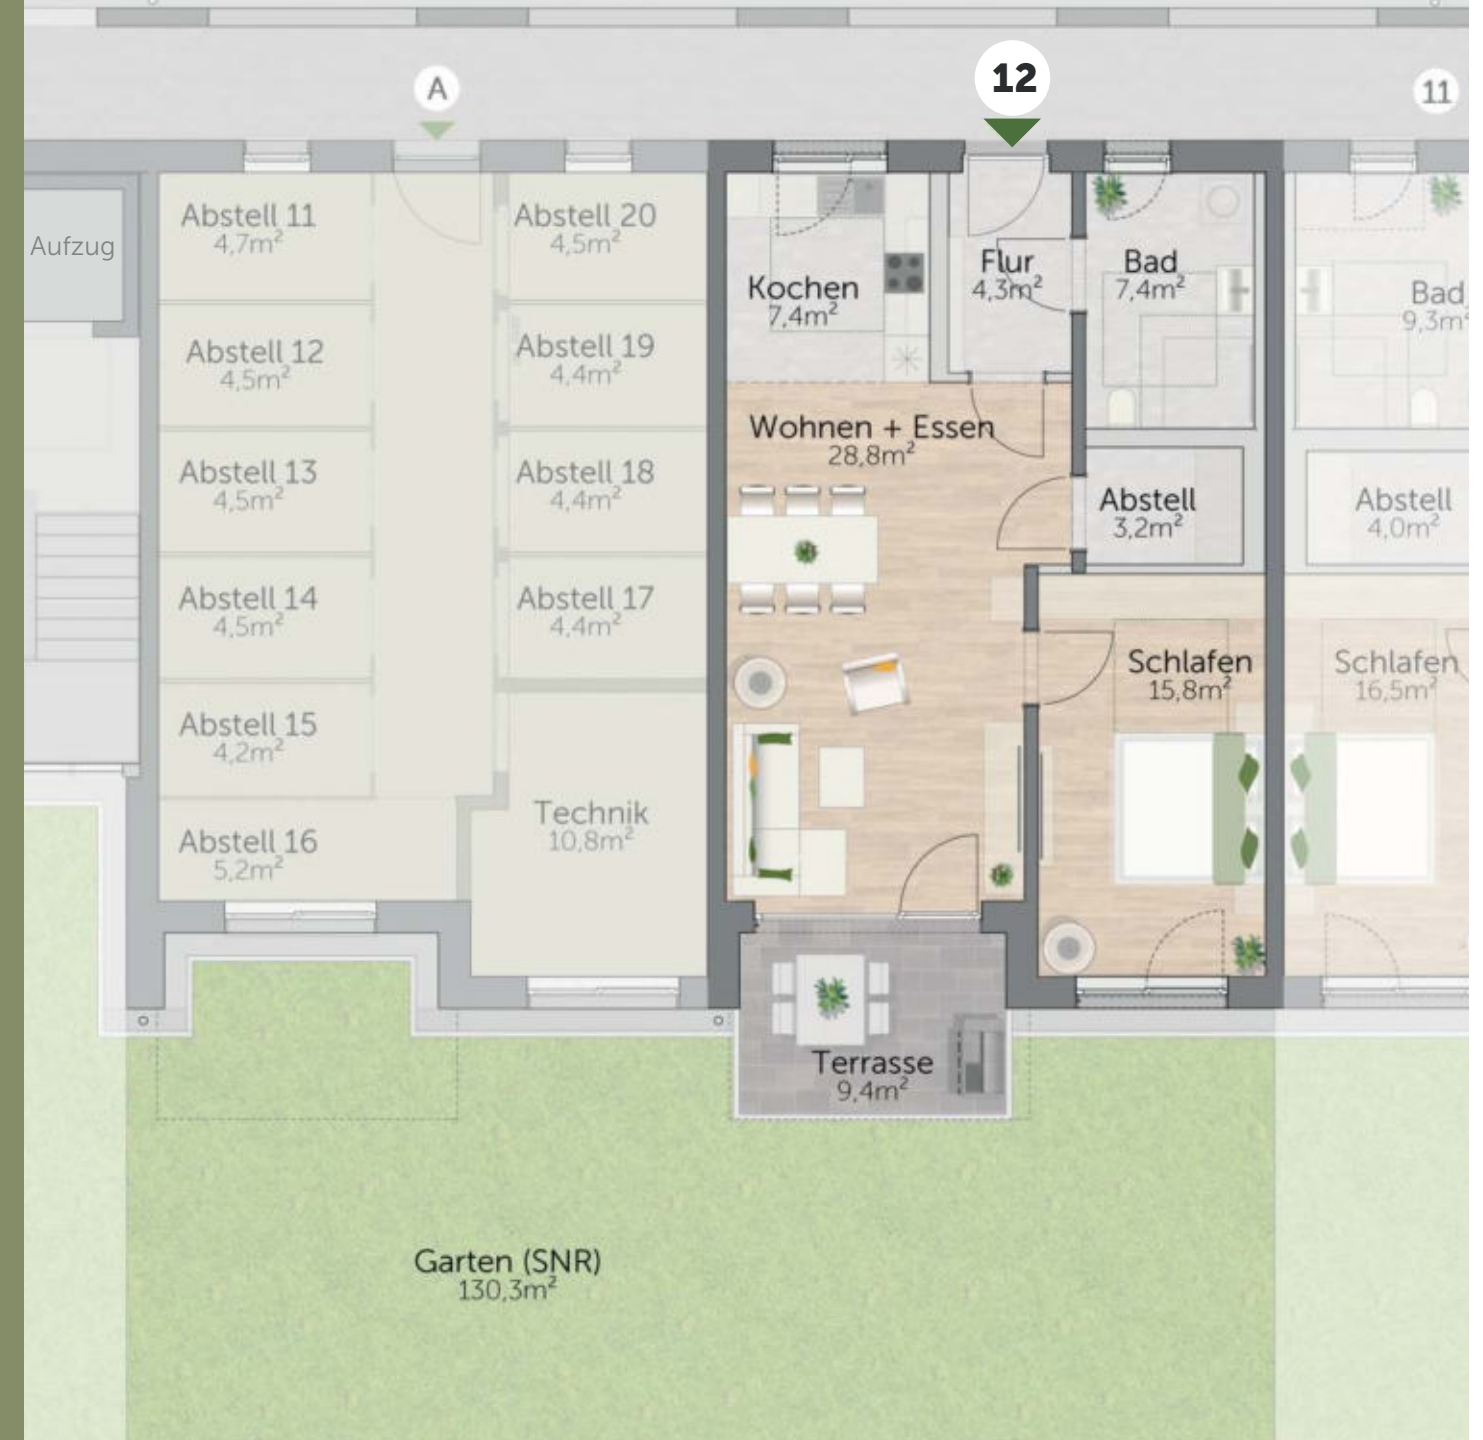 A
12
11
Aufzug
Abstell 11
4,7m²
Abstell 20
4,5m²
Kochen
7,4m²
Flur
4,3m²
Bad
7,4m²
Bad
9,3m²
Abstell 12
4,5m²
Abstell 19
4,4m²
Wohnen + Essen
28,8m²
Abstell 13
4,5m²
Abstell 18
4,4m²
Abstell
3,2m²
Abstell
4,0m²
Abstell 14
4,5m²
Abstell 17
4,4m²
Schlafen
15,8m²
Schlafen
16,5m²
Abstell 15
4,2m²
Technik
10,8m²
Abstell 16
5,2m²
Terrasse
9,4m²
Garten (SNR)
130,3m²